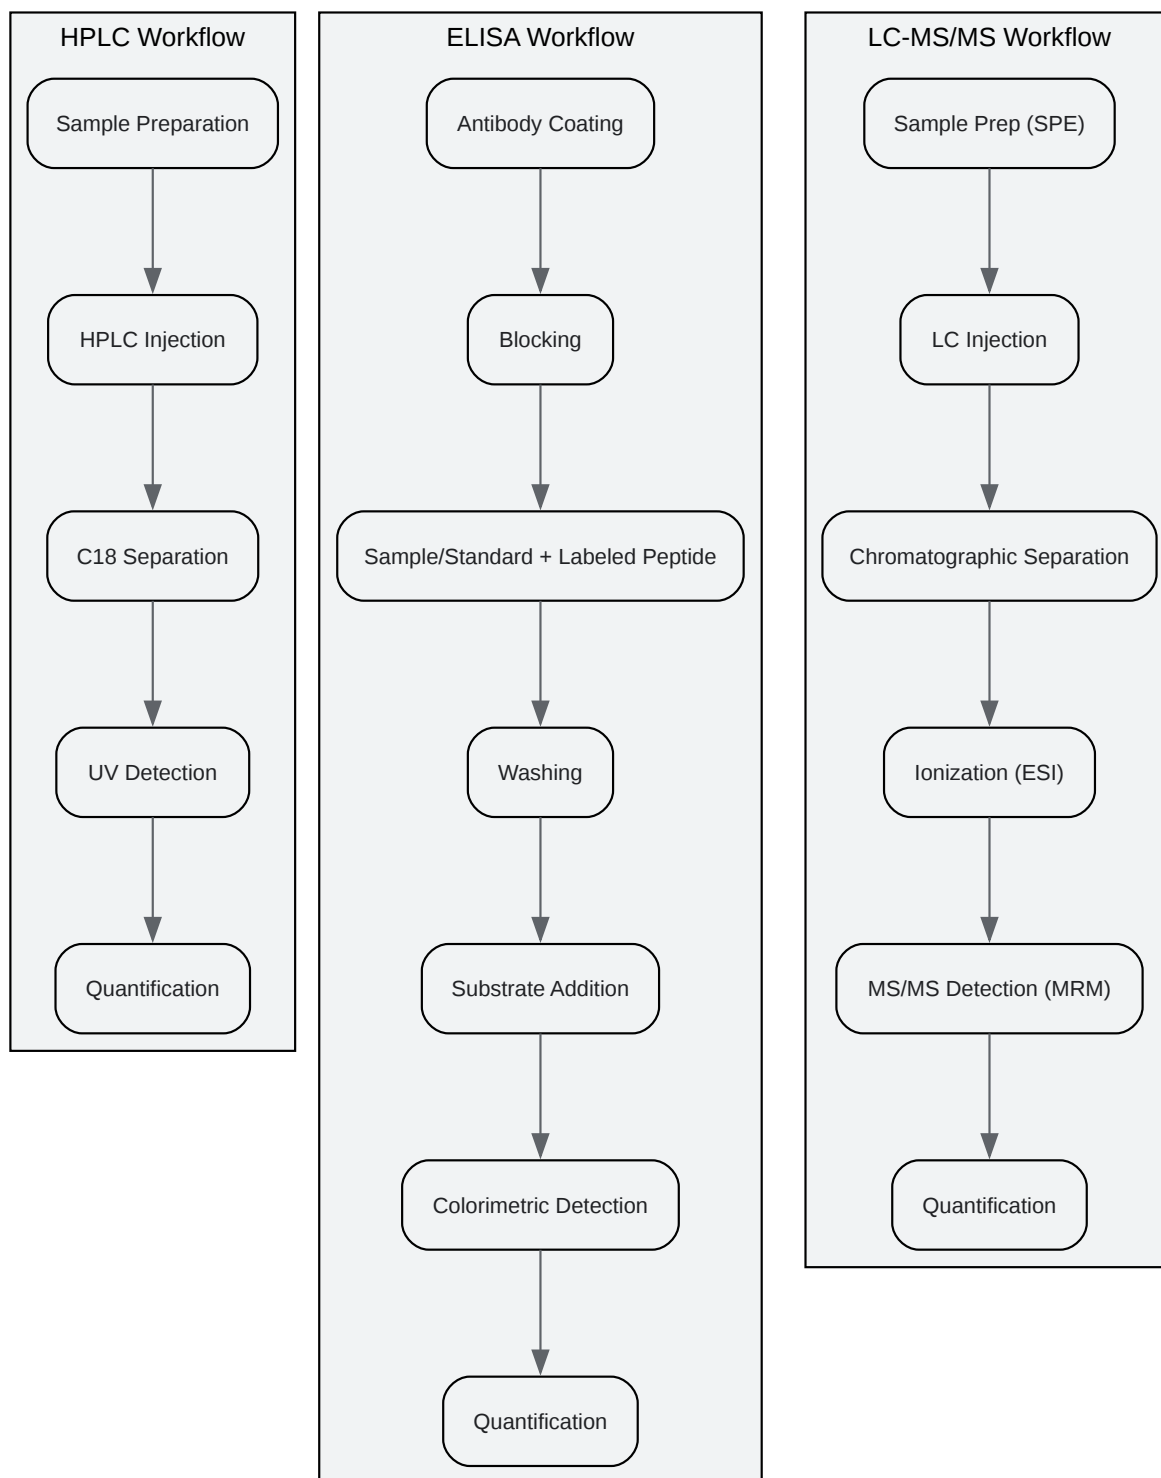 HPLC Workflow
Sample Preparation
HPLC Injection
C18 Separation
UV Detection
Quantification
ELISA Workflow
Antibody Coating
Blocking
Sample/Standard + Labeled Peptide
Washing
Substrate Addition
Colorimetric Detection
Quantification
LC-MS/MS Workflow
Sample Prep (SPE)
LC Injection
Chromatographic Separation
Ionization (ESI)
MS/MS Detection (MRM)
Quantification